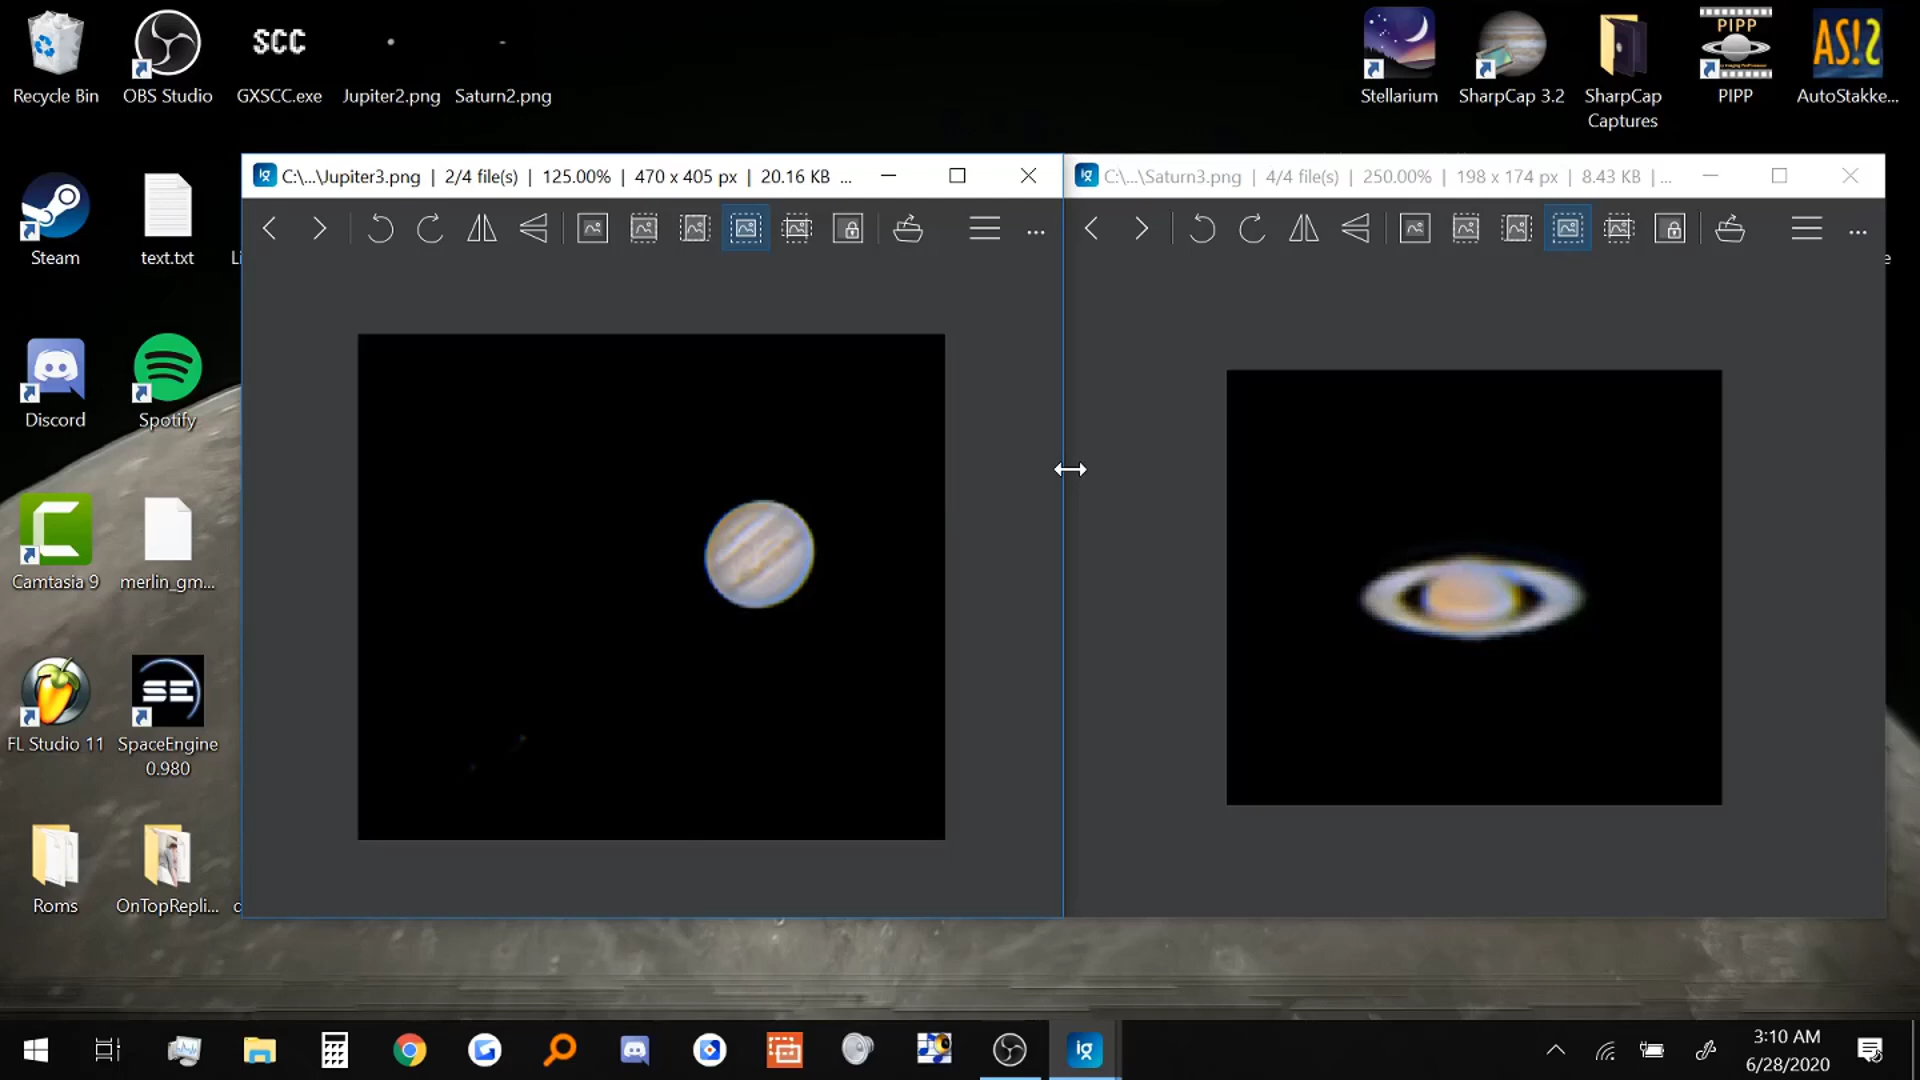 Recycle Bin
OBS Studio
SCC
GXSCC.exe
Jupiter2.png
Saturn2.png
Stellarium
SharpCap 3.2
SharpCap
Captures
PIPP
PIPP
AS!2
AutoStakke...
C:\...\Jupiter3.png | 2/4 file(s) | 125.00% | 470 x 405 px | 20.16 KB ...
C:\...\Saturn3.png | 4/4 file(s) | 250.00% | 198 x 174 px | 8.43 KB | ...
Steam
text.txt
Discord
Spotify
Camtasia 9
merlin_gm...
FL Studio 11
SE
SpaceEngine
0.980
Roms
OnTopRepli...
ig
3:10 AM
6/28/2020